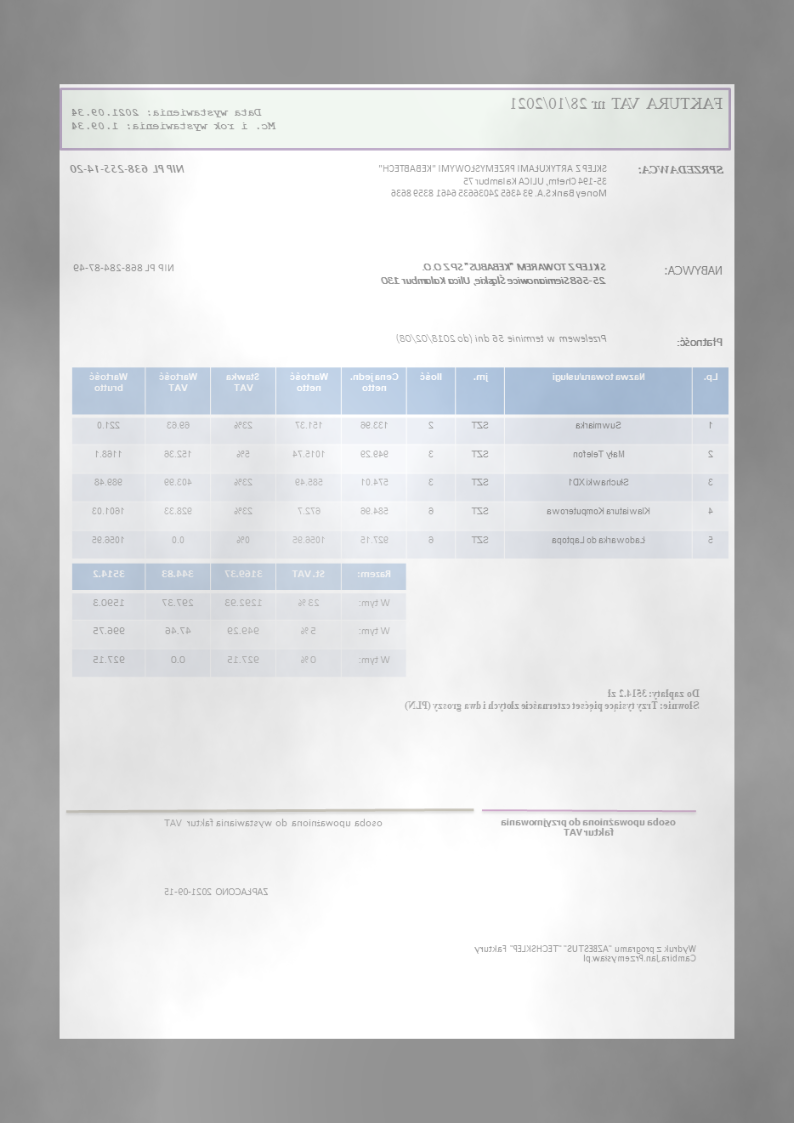 FAKTURA VAT nr 28/10/2021
Data wystawienia: 2021.09.34
Mc. i rok wystawienia: 1.09.34
SPRZEDAWCA:
SKLEP Z ARTYKUŁAMI PRZEMYSŁOWYMI "KEBABTECH"
NIP PL 638-255-14-20
35-194 Chełm, ULICA Kalambur 75
Money Bank S.A. 93 4365 24036635 6461 8359 8636
NABYWCA:
SKLEP Z TOWAREM "KEBABUS" SP Z O.O.
NIP PL 868-284-87-49
25-568 Siemianowice Śląskie, Ulica Kalambur 130
Płatność:
Przelewem w terminie 56 dni (do 2018/02/08)
Lp. Nazwa towaru/usługi jm. Ilość Cena jedn. netto Wartość netto Stawka VAT Wartość VAT Wartość brutto
1 Suwmiarka SZT 2 133.96 151.37 23% 69.63 221.0
2 Mały Telefon SZT 3 949.29 1015.74 5% 152.36 1168.1
3 Słuchawki XD1 SZT 3 574.01 585.49 23% 403.99 989.48
4 Klawiatura Komputerowa SZT 6 584.96 672.7 23% 928.33 1601.03
5 Ładowarka do Laptopa SZT 6 927.15 1056.95 0% 0.0 1056.95
Razem: St. VAT 3169.37 344.83 3514.2
W tym: 23 % 1292.93 297.37 1590.3
W tym: 5 % 949.29 47.46 996.75
W tym: 0 % 927.15 0.0 927.15
Do zapłaty: 3514.2 zł
Słownie: Trzy tysiące pięćset czternaście złotych i dwa groszy (PLN)
osoba upoważniona do przyjmowania
faktur VAT
osoba upoważniona do wystawiania faktur VAT
ZAPŁACONO 2021-09-15
Wydruk z programu "AZBESTUS" "TECHSKLEP" Faktury
Cambira.Jan.Przemyslaw.pl